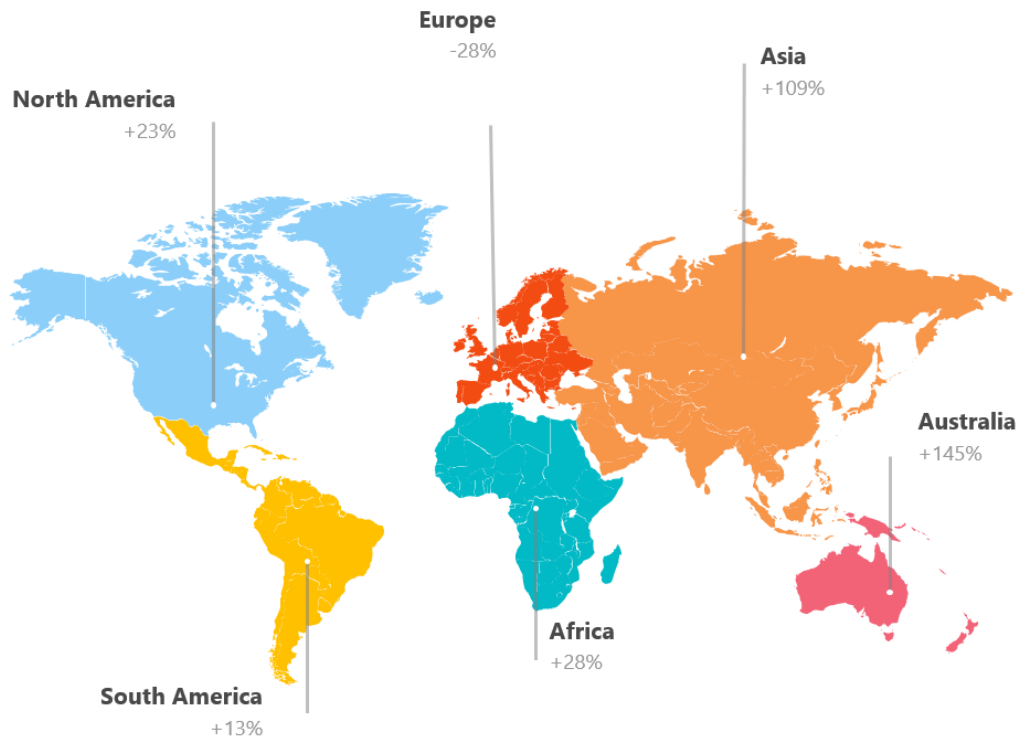 Europe
-28%
Asia
+109%
North America
+23%
Australia
+145%
Africa
+28%
South America
+13%